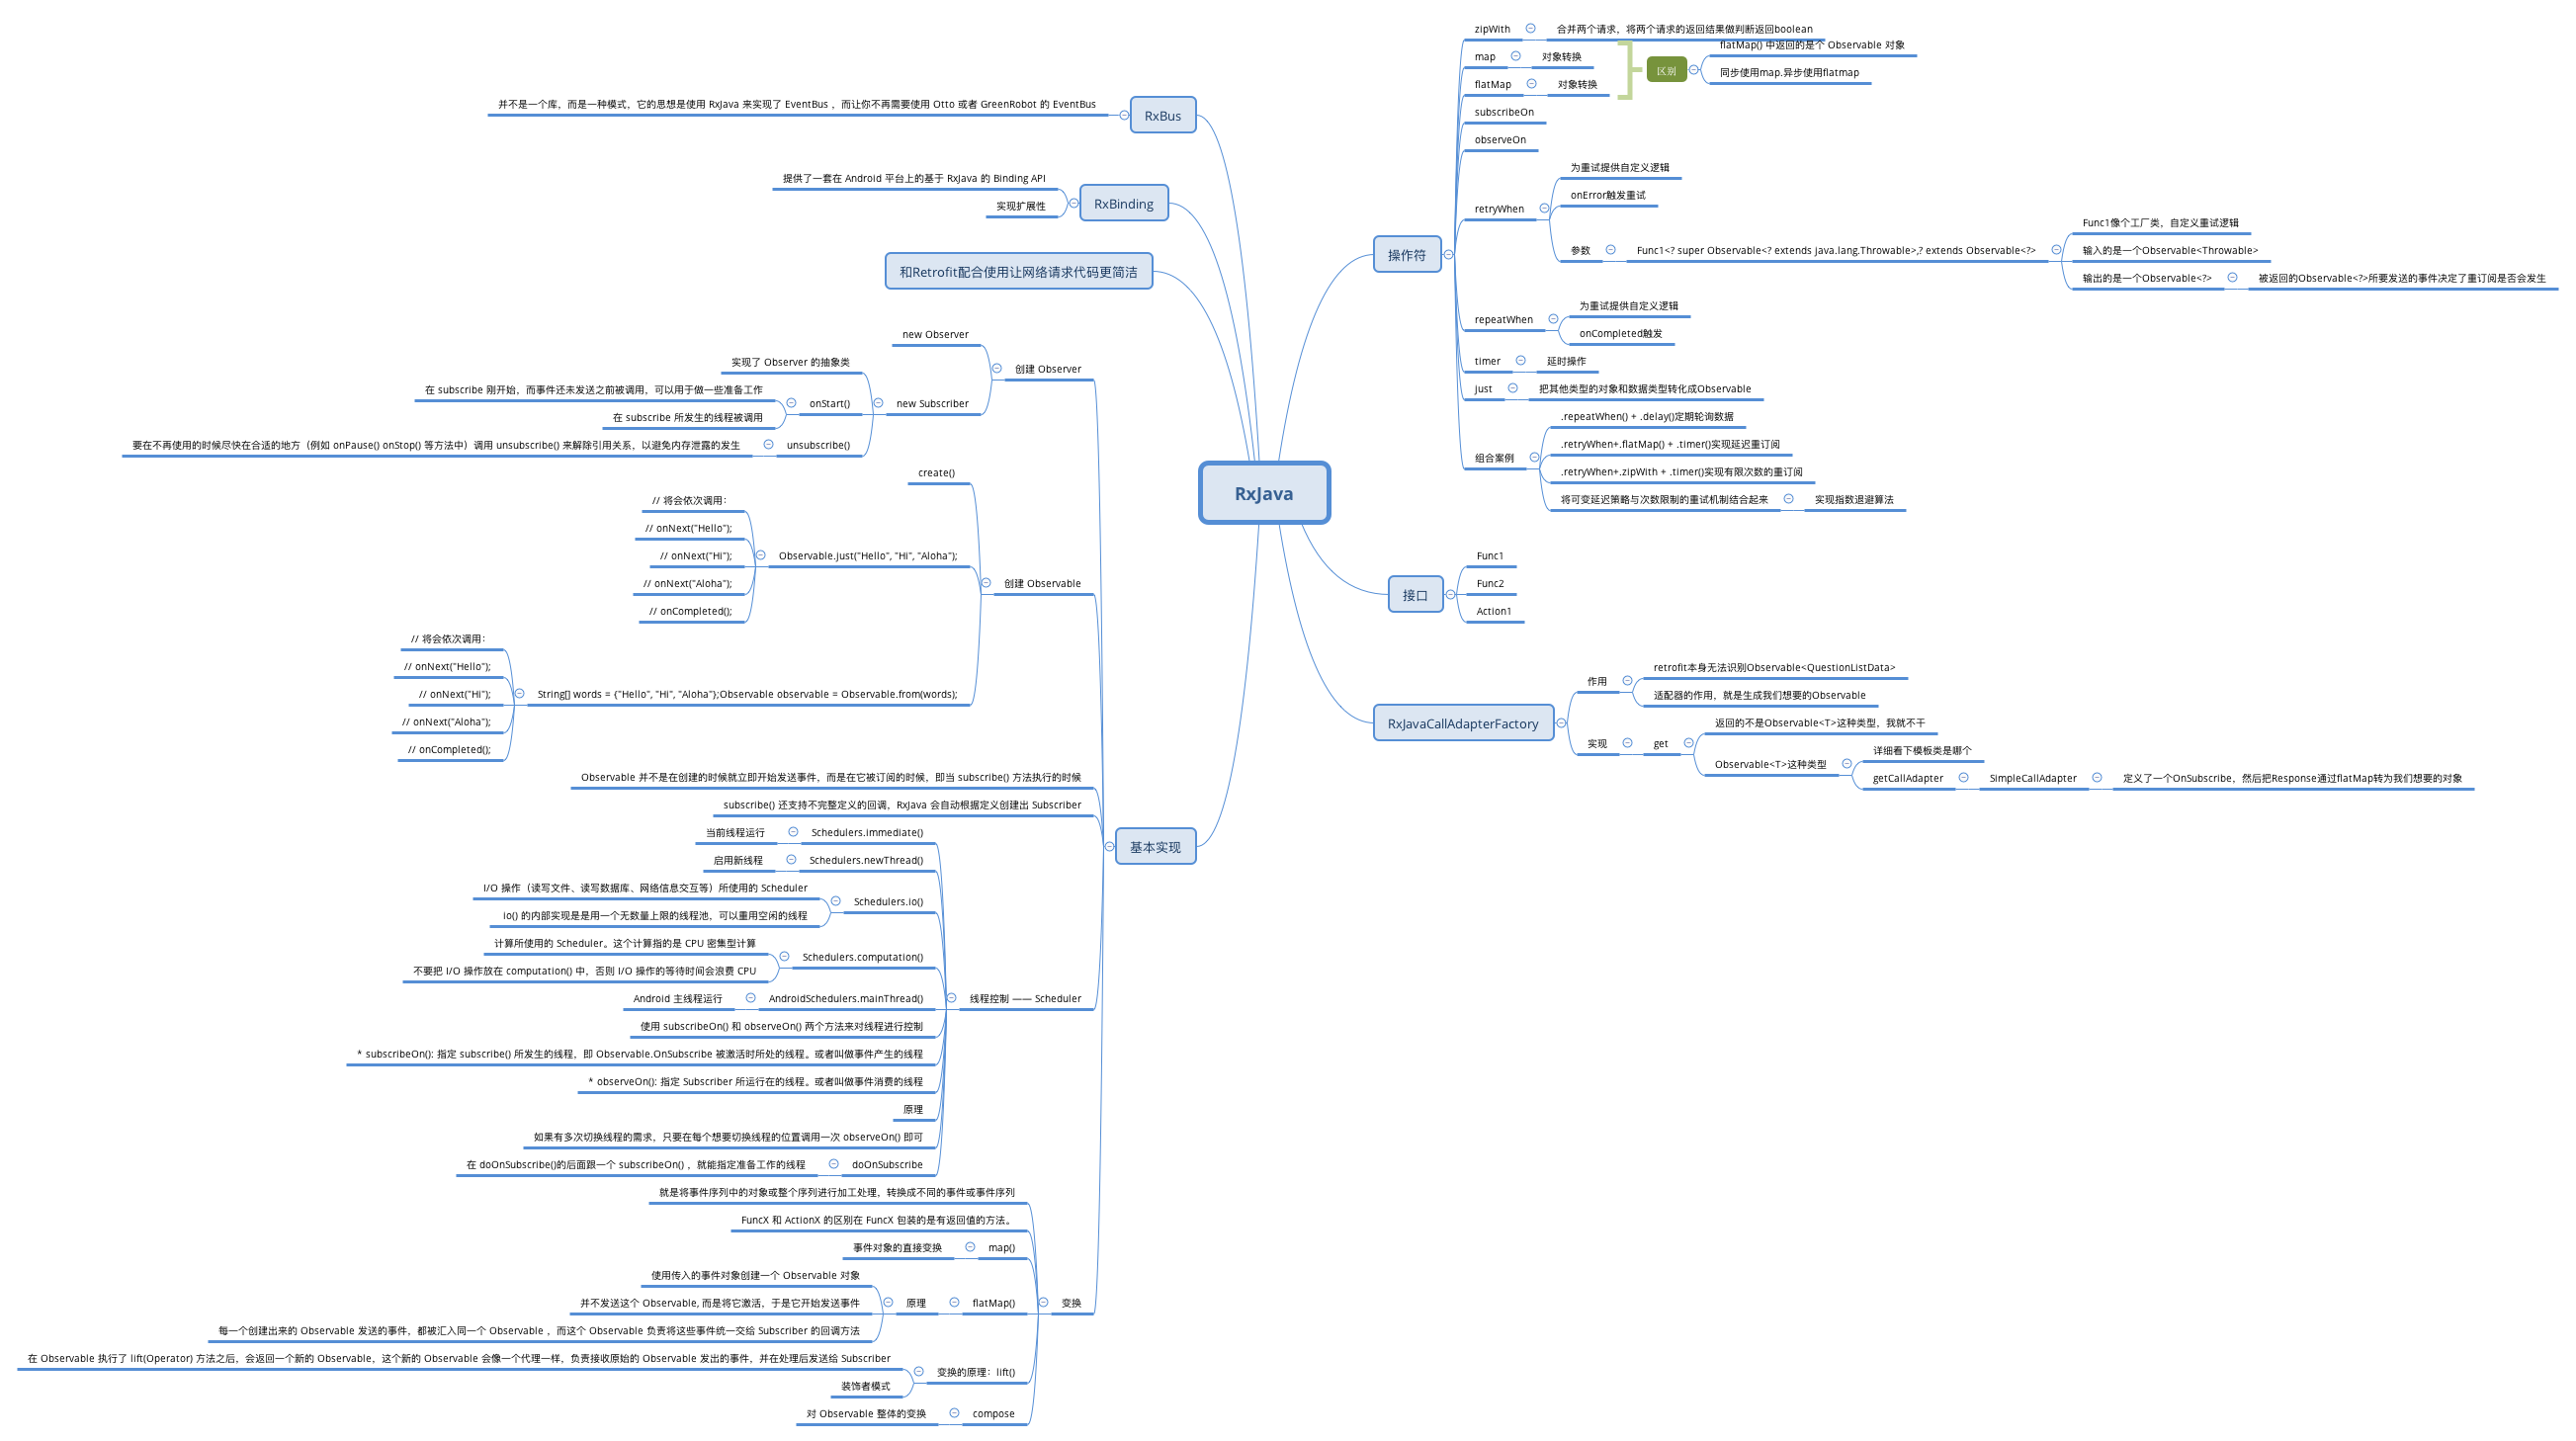 RxJava
操作符
zipWith
合并两个请求，将两个请求的返回结果做判断返回boolean
map
对象转换
flatMap
对象转换
区别
flatMap() 中返回的是个 Observable 对象
同步使用map.异步使用flatmap
subscribeOn
observeOn
retryWhen
为重试提供自定义逻辑
onError触发重试
参数
Func1<? super Observable<? extends java.lang.Throwable>,? extends Observable<?>
Func1像个工厂类，自定义重试逻辑
输入的是一个Observable<Throwable>
输出的是一个Observable<?>
被返回的Observable<?>所要发送的事件决定了重订阅是否会发生
repeatWhen
为重试提供自定义逻辑
onCompleted触发
timer
延时操作
just
把其他类型的对象和数据类型转化成Observable
组合案例
.repeatWhen() + .delay()定期轮询数据
.retryWhen+.flatMap() + .timer()实现延迟重订阅
.retryWhen+.zipWith + .timer()实现有限次数的重订阅
将可变延迟策略与次数限制的重试机制结合起来
实现指数退避算法
接口
Func1
Func2
Action1
RxJavaCallAdapterFactory
作用
retrofit本身无法识别Observable<QuestionListData>
适配器的作用，就是生成我们想要的Observable
实现
get
返回的不是Observable<T>这种类型，我就不干
Observable<T>这种类型
详细看下模板类是哪个
getCallAdapter
SimpleCallAdapter
定义了一个OnSubscribe，然后把Response通过flatMap转为我们想要的对象
RxBus
并不是一个库，而是一种模式，它的思想是使用 RxJava 来实现了 EventBus ，而让你不再需要使用 Otto 或者 GreenRobot 的 EventBus
RxBinding
提供了一套在 Android 平台上的基于 RxJava 的 Binding API
实现扩展性
和Retrofit配合使用让网络请求代码更简洁
基本实现
创建 Observer
new Observer
new Subscriber
实现了 Observer 的抽象类
onStart()
在 subscribe 刚开始，而事件还未发送之前被调用，可以用于做一些准备工作
在 subscribe 所发生的线程被调用
unsubscribe()
要在不再使用的时候尽快在合适的地方（例如 onPause() onStop() 等方法中）调用 unsubscribe() 来解除引用关系，以避免内存泄露的发生
创建 Observable
create()
Observable.just("Hello", "Hi", "Aloha");
// 将会依次调用：
// onNext("Hello");
// onNext("Hi");
// onNext("Aloha");
// onCompleted();
String[] words = {"Hello", "Hi", "Aloha"};Observable observable = Observable.from(words);
// 将会依次调用：
// onNext("Hello");
// onNext("Hi");
// onNext("Aloha");
// onCompleted();
Observable 并不是在创建的时候就立即开始发送事件，而是在它被订阅的时候，即当 subscribe() 方法执行的时候
subscribe() 还支持不完整定义的回调，RxJava 会自动根据定义创建出 Subscriber
线程控制 —— Scheduler
Schedulers.immediate()
当前线程运行
Schedulers.newThread()
启用新线程
Schedulers.io()
I/O 操作（读写文件、读写数据库、网络信息交互等）所使用的 Scheduler
io() 的内部实现是是用一个无数量上限的线程池，可以重用空闲的线程
Schedulers.computation()
计算所使用的 Scheduler。这个计算指的是 CPU 密集型计算
不要把 I/O 操作放在 computation() 中，否则 I/O 操作的等待时间会浪费 CPU
AndroidSchedulers.mainThread()
Android 主线程运行
使用 subscribeOn() 和 observeOn() 两个方法来对线程进行控制
* subscribeOn(): 指定 subscribe() 所发生的线程，即 Observable.OnSubscribe 被激活时所处的线程。或者叫做事件产生的线程
* observeOn(): 指定 Subscriber 所运行在的线程。或者叫做事件消费的线程
原理
如果有多次切换线程的需求，只要在每个想要切换线程的位置调用一次 observeOn() 即可
doOnSubscribe
在 doOnSubscribe()的后面跟一个 subscribeOn() ，就能指定准备工作的线程
变换
就是将事件序列中的对象或整个序列进行加工处理，转换成不同的事件或事件序列
FuncX 和 ActionX 的区别在 FuncX 包装的是有返回值的方法。
map()
事件对象的直接变换
flatMap()
原理
使用传入的事件对象创建一个 Observable 对象
并不发送这个 Observable, 而是将它激活，于是它开始发送事件
每一个创建出来的 Observable 发送的事件，都被汇入同一个 Observable ，而这个 Observable 负责将这些事件统一交给 Subscriber 的回调方法
变换的原理：lift()
在 Observable 执行了 lift(Operator) 方法之后，会返回一个新的 Observable，这个新的 Observable 会像一个代理一样，负责接收原始的 Observable 发出的事件，并在处理后发送给 Subscriber
装饰者模式
compose
对 Observable 整体的变换